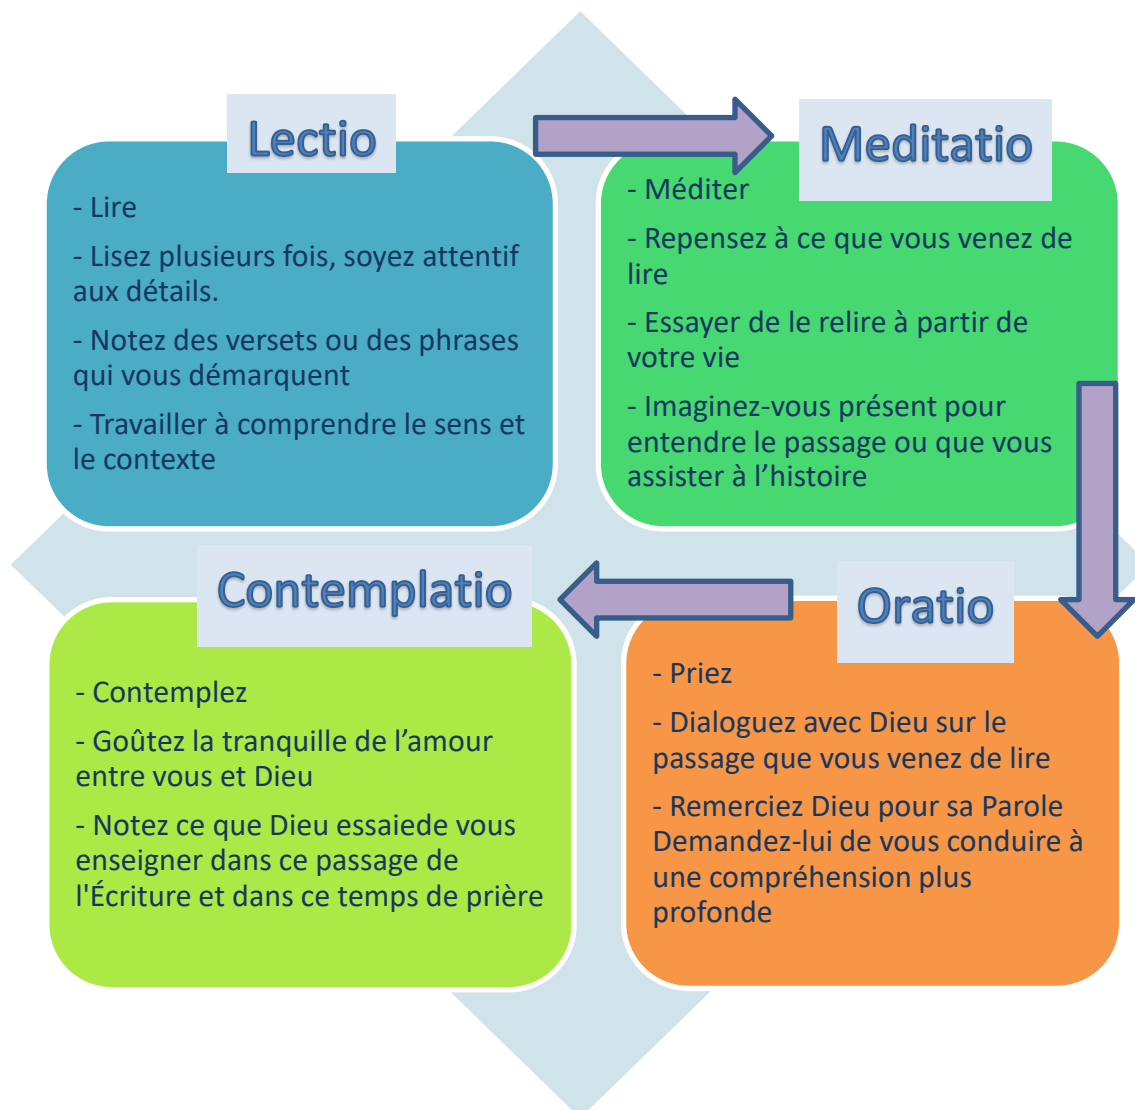 Lectio
- Lire
- Lisez plusieurs fois, soyez attentif
aux détails.
- Notez des versets ou des phrases
qui vous démarquent
- Travailler à comprendre le sens et
le contexte
Meditatio
- Méditer
- Repensez à ce que vous venez de
lire
- Essayer de le relire à partir de
votre vie
- Imaginez-vous présent pour
entendre le passage ou que vous
assister à l’histoire
Oratio
- Priez
- Dialoguez avec Dieu sur le
passage que vous venez de lire
- Remerciez Dieu pour sa Parole
Demandez-lui de vous conduire à
une compréhension plus
profonde
Contemplatio
- Contemplez
- Goûtez la tranquille de l’amour
entre vous et Dieu
- Notez ce que Dieu essaiede vous
enseigner dans ce passage de
l'Écriture et dans ce temps de prière